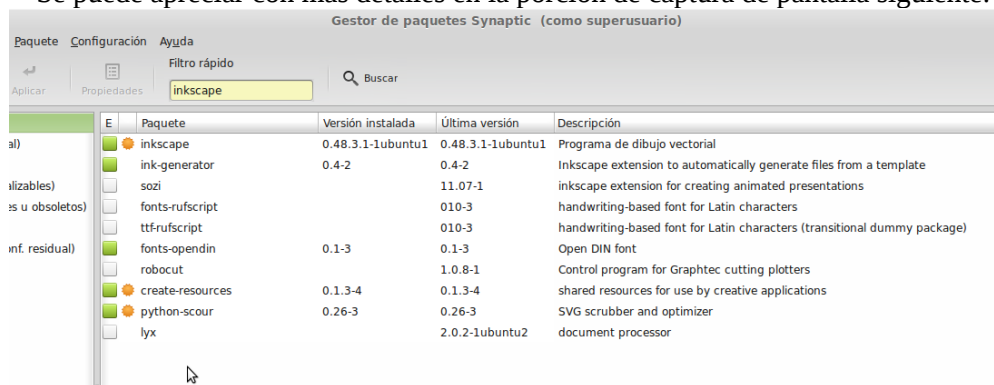 Se puede apreciar con más detalles en la porción de captura de pantalla siguiente.
Gestor de paquetes Synaptic (como superusuario)
Paquete Configuración Ayuda
Filtro rápido
Aplicar Propiedades inkscape Buscar
E Paquete Versión instalada Última versión Descripción
al) inkscape 0.48.3.1-1ubuntu1 0.48.3.1-1ubuntu1 Programa de dibujo vectorial
ink-generator 0.4-2 0.4-2 Inkscape extension to automatically generate files from a template
alizables) sozi 11.07-1 inkscape extension for creating animated presentations
es u obsoletos) fonts-rufscript 010-3 handwriting-based font for Latin characters
ttf-rufscript 010-3 handwriting-based font for Latin characters (transitional dummy package)
onf. residual) fonts-opendin 0.1-3 0.1-3 Open DIN font
robocut 1.0.8-1 Control program for Graphtec cutting plotters
create-resources 0.1.3-4 0.1.3-4 shared resources for use by creative applications
python-scour 0.26-3 0.26-3 SVG scrubber and optimizer
lyx 2.0.2-1ubuntu2 document processor